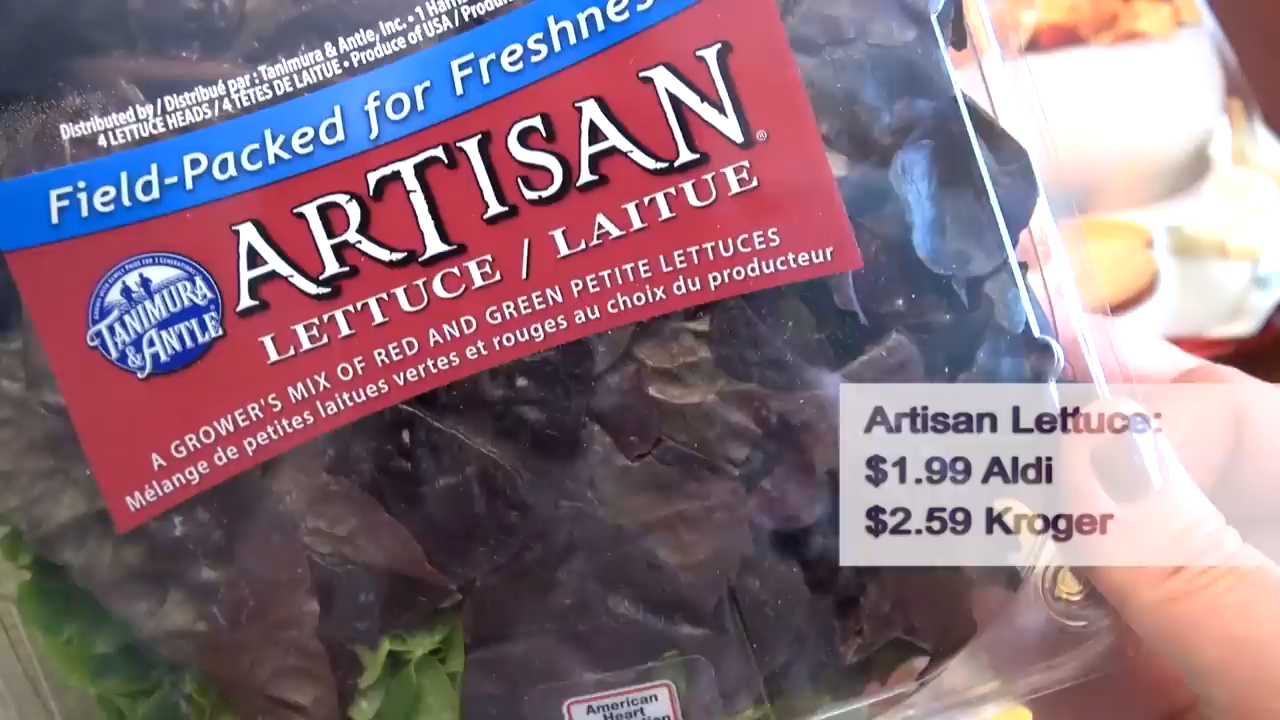 Distributed by / Distribué par : Tanimura & Antle, Inc. • 1
4 LETTUCE HEADS / 4 TÊTES DE LAITUE • Produce of USA /
Field-Packed for
ARTISAN®
LETTUCE / LAITUE
A GROWER'S MIX OF RED AND GREEN PETITE LETTUCES
Mélange de petites laitues vertes et rouges au choix du producteur
TANIMURA
& ANTLE
Artisan Lettuce:
$1.99 Aldi
$2.59 Kroger
American
Heart